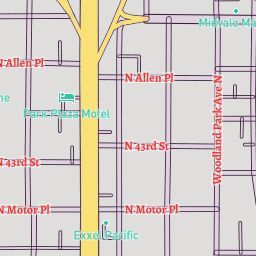 Midvale Ma
N Allen Pl
N Allen Pl
ne
Park Plaza Motel
Woodland Park Ave N
N 43rd St
N 43rd St
N Motor Pl
N Motor Pl
Exxel Pacific